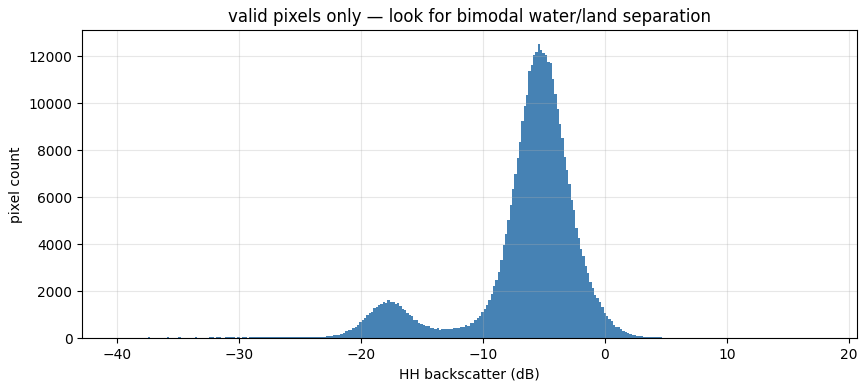 valid pixels only — look for bimodal water/land separation
12000
10000
8000
6000
4000
2000
0
pixel count
−40 −30 −20 −10 0 10 20
HH backscatter (dB)